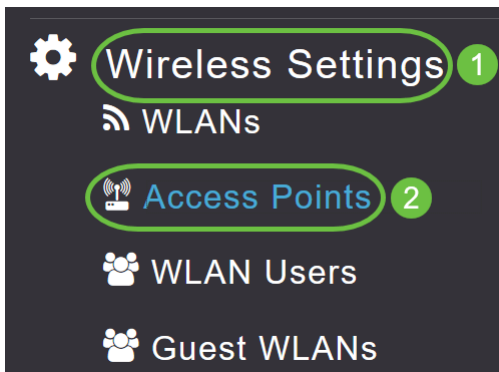 Wireless Settings 1
WLANs
Access Points 2
WLAN Users
Guest WLANs